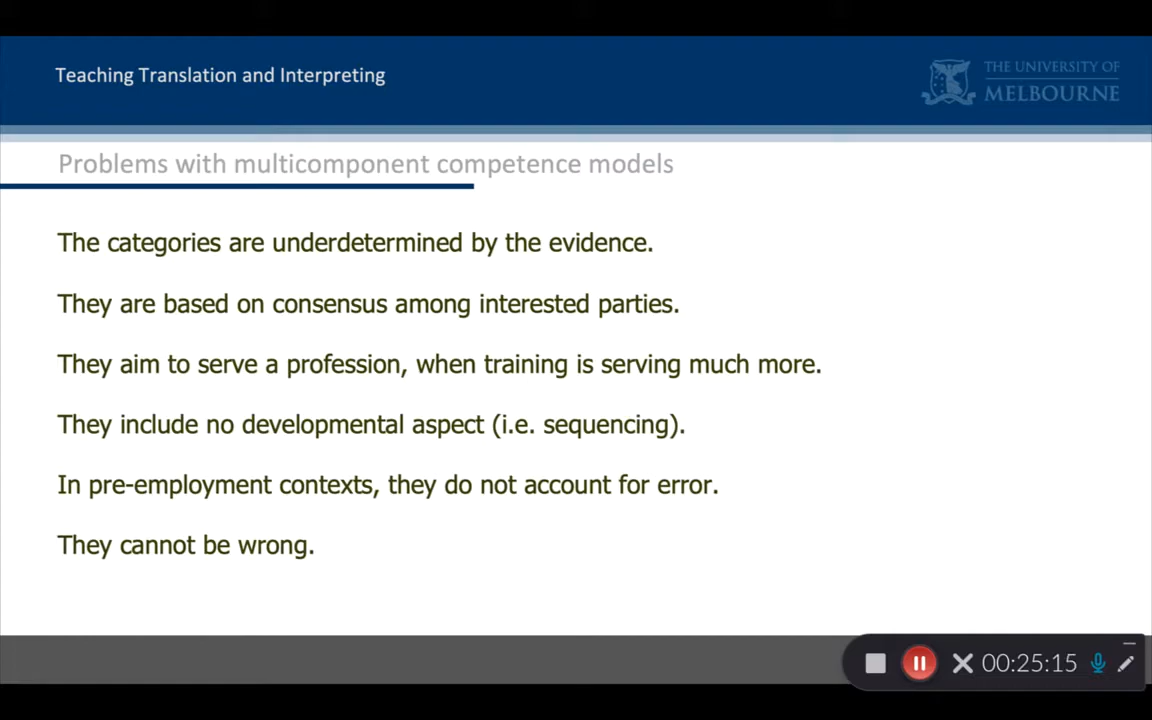 Teaching Translation and Interpreting
THE UNIVERSITY OF
MELBOURNE
Problems with multicomponent competence models
The categories are underdetermined by the evidence.
They are based on consensus among interested parties.
They aim to serve a profession, when training is serving much more.
They include no developmental aspect (i.e. sequencing).
In pre-employment contexts, they do not account for error.
They cannot be wrong.
00:25:15